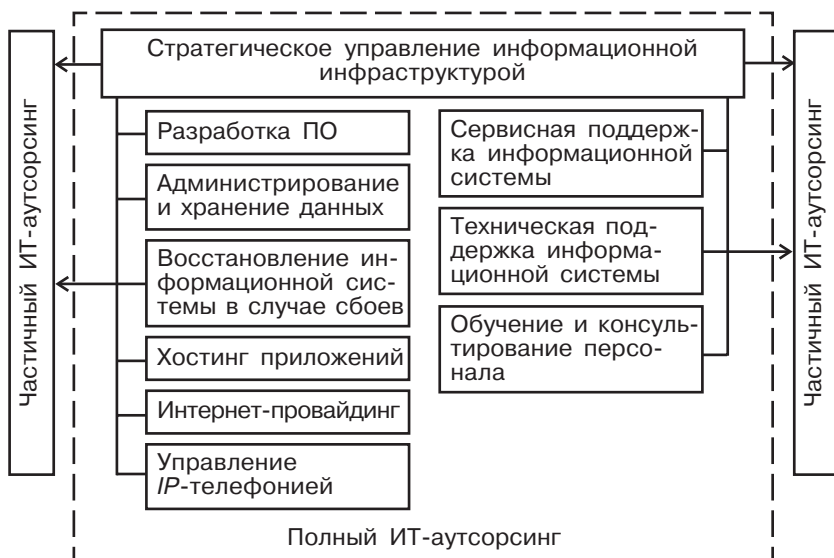 Стратегическое управление информационной
инфраструктурой
Частичный ИТ-аутсорсинг
Разработка ПО
Администрирование
и хранение данных
Восстановление ин-
формационной сис-
темы в случае сбоев
Хостинг приложений
Интернет-провайдинг
Управление
IP-телефонией
Сервисная поддерж-
ка информационной
системы
Техническая под-
держка информа-
ционной системы
Обучение и консуль-
тирование персо-
нала
Частичный ИТ-аутсорсинг
Полный ИТ-аутсорсинг